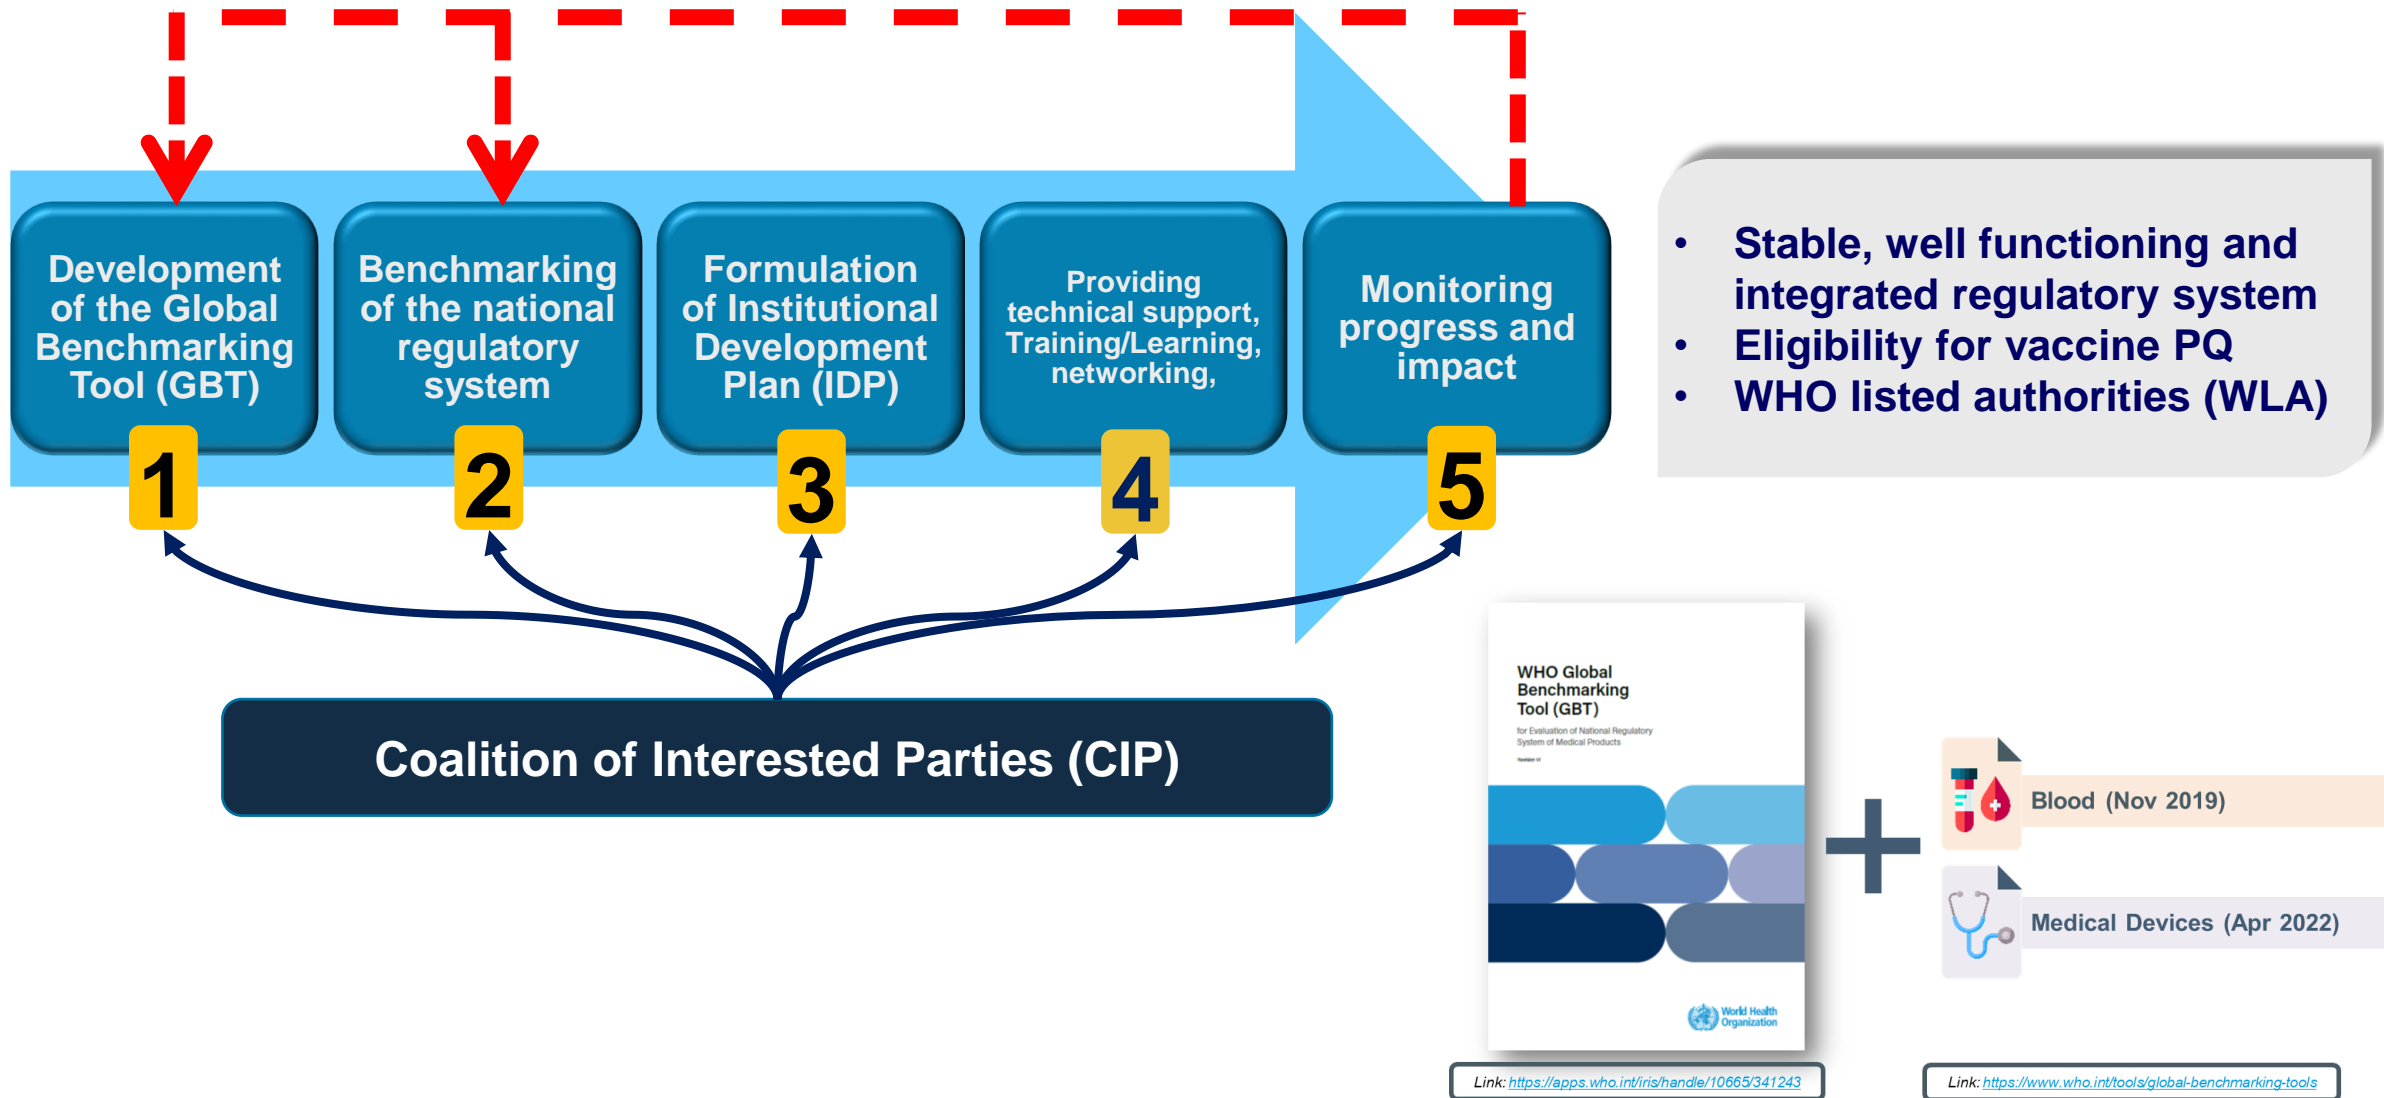 Development
of the Global
Benchmarking
Tool (GBT)
Benchmarking
of the national
regulatory
system
Formulation
of Institutional
Development
Plan (IDP)
Providing
technical support,
Training/Learning,
networking,
Monitoring
progress and
impact
1
2
3
4
5
• Stable, well functioning and
integrated regulatory system
• Eligibility for vaccine PQ
• WHO listed authorities (WLA)
Coalition of Interested Parties (CIP)
WHO Global
Benchmarking
Tool (GBT)
for Evaluation of National Regulatory
System of Medical Products
Revision VI
World Health
Organization
Blood (Nov 2019)
Medical Devices (Apr 2022)
Link: https://apps.who.int/iris/handle/10665/341243
Link: https://www.who.int/tools/global-benchmarking-tools